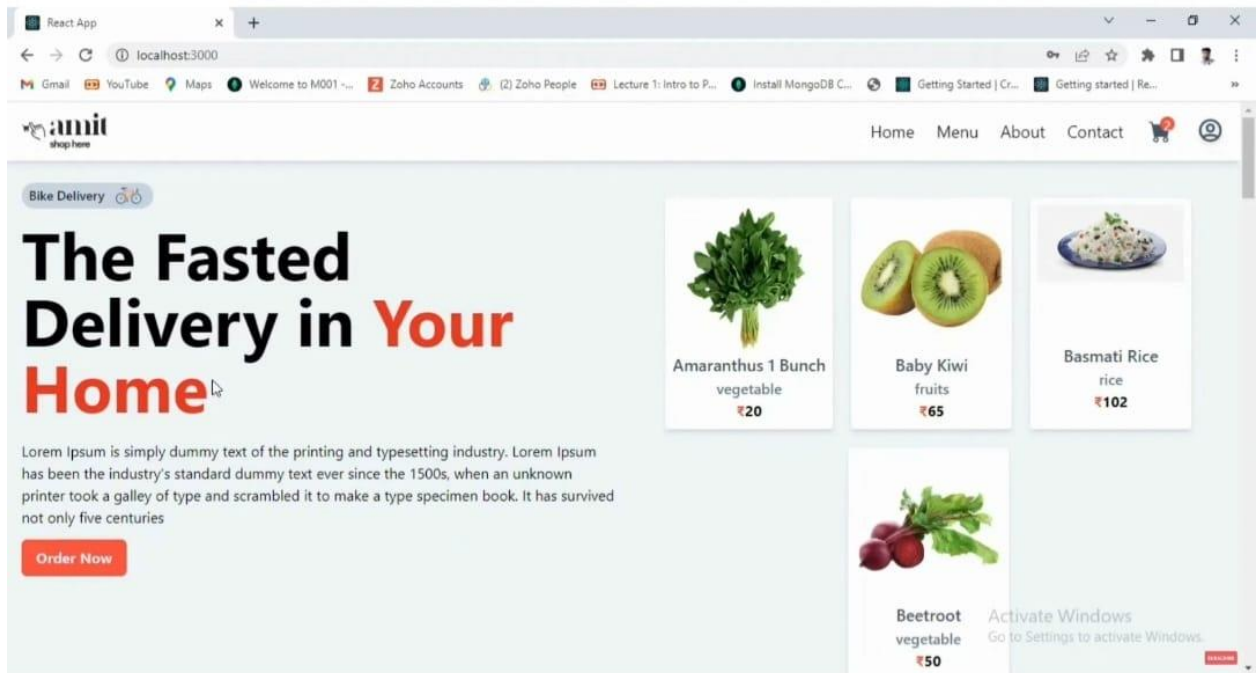 React App
localhost:3000
Gmail YouTube Maps Welcome to M001 -... Zoho Accounts (2) Zoho People Lecture 1: Intro to P... Install MongoDB C... Getting Started | Cr... Getting started | Re...
amit
shop here
Home Menu About Contact 2
Bike Delivery
The Fasted
Delivery in Your
Home
Lorem Ipsum is simply dummy text of the printing and typesetting industry. Lorem Ipsum
has been the industry's standard dummy text ever since the 1500s, when an unknown
printer took a galley of type and scrambled it to make a type specimen book. It has survived
not only five centuries
Order Now
Amaranthus 1 Bunch
vegetable
₹20
Baby Kiwi
fruits
₹65
Basmati Rice
rice
₹102
Beetroot
vegetable
₹50
Activate Windows
Go to Settings to activate Windows.
SUBSCRIBE